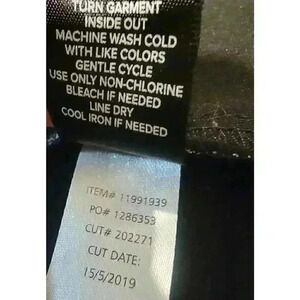 TURN GARMENT
INSIDE OUT
MACHINE WASH COLD
WITH LIKE COLORS
GENTLE CYCLE
USE ONLY NON-CHLORINE
BLEACH IF NEEDED
LINE DRY
COOL IRON IF NEEDED
ITEM# 11991939
PO# 1286353
CUT# 202271
CUT DATE:
15/5/2019